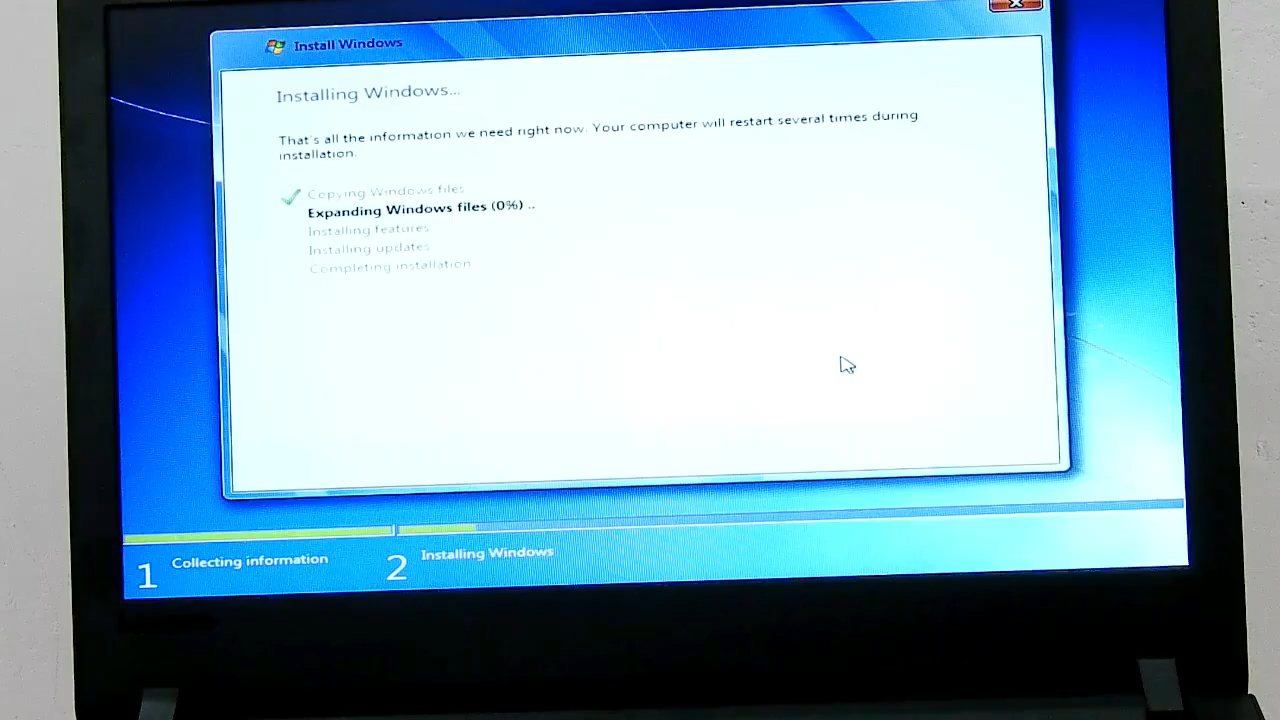 Install Windows
Installing Windows...
That's all the information we need right now. Your computer will restart several times during
installation.
Copying Windows files
Expanding Windows files (0%) ..
Installing features
Installing updates
Completing installation
1 Collecting information
2 Installing Windows